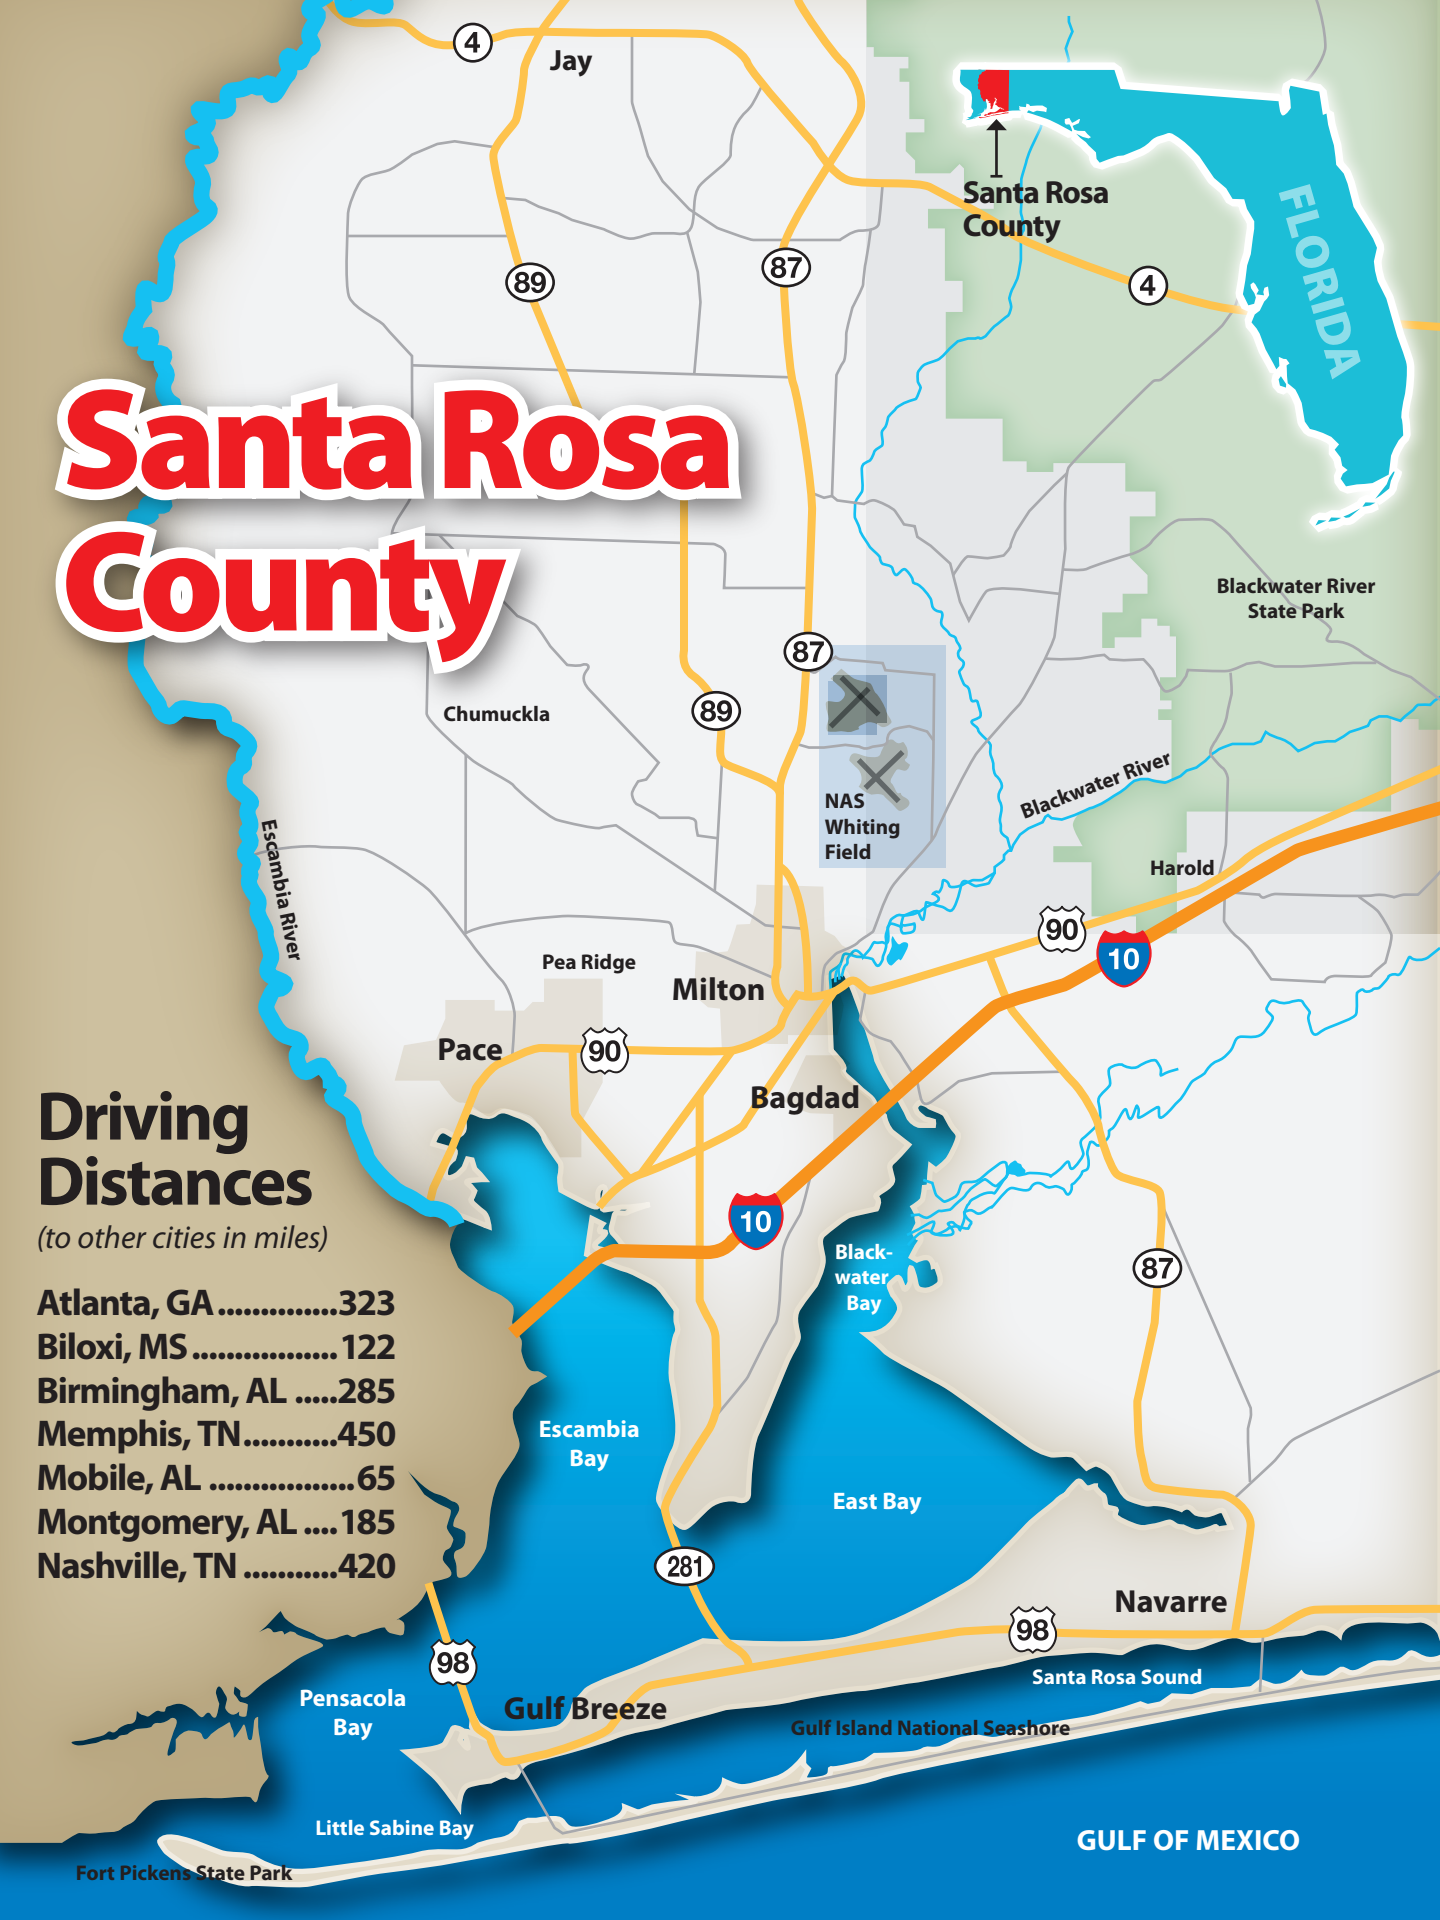 4
Jay
Santa Rosa
County
FLORIDA
89
87
4
Santa Rosa
County
Blackwater River
State Park
87
Chumuckla
89
NAS
Whiting
Field
Blackwater River
Escambia River
Harold
90
10
Pea Ridge
Milton
Pace
90
Bagdad
Driving
Distances
(to other cities in miles)
Atlanta, GA ..............323
Biloxi, MS .................122
Birmingham, AL .....285
Memphis, TN...........450
Mobile, AL .................65
Montgomery, AL ....185
Nashville, TN ...........420
10
Black-
water
Bay
87
Escambia
Bay
East Bay
281
Navarre
98
98
Santa Rosa Sound
Pensacola
Bay
Gulf Breeze
Gulf Island National Seashore
Little Sabine Bay
GULF OF MEXICO
Fort Pickens State Park